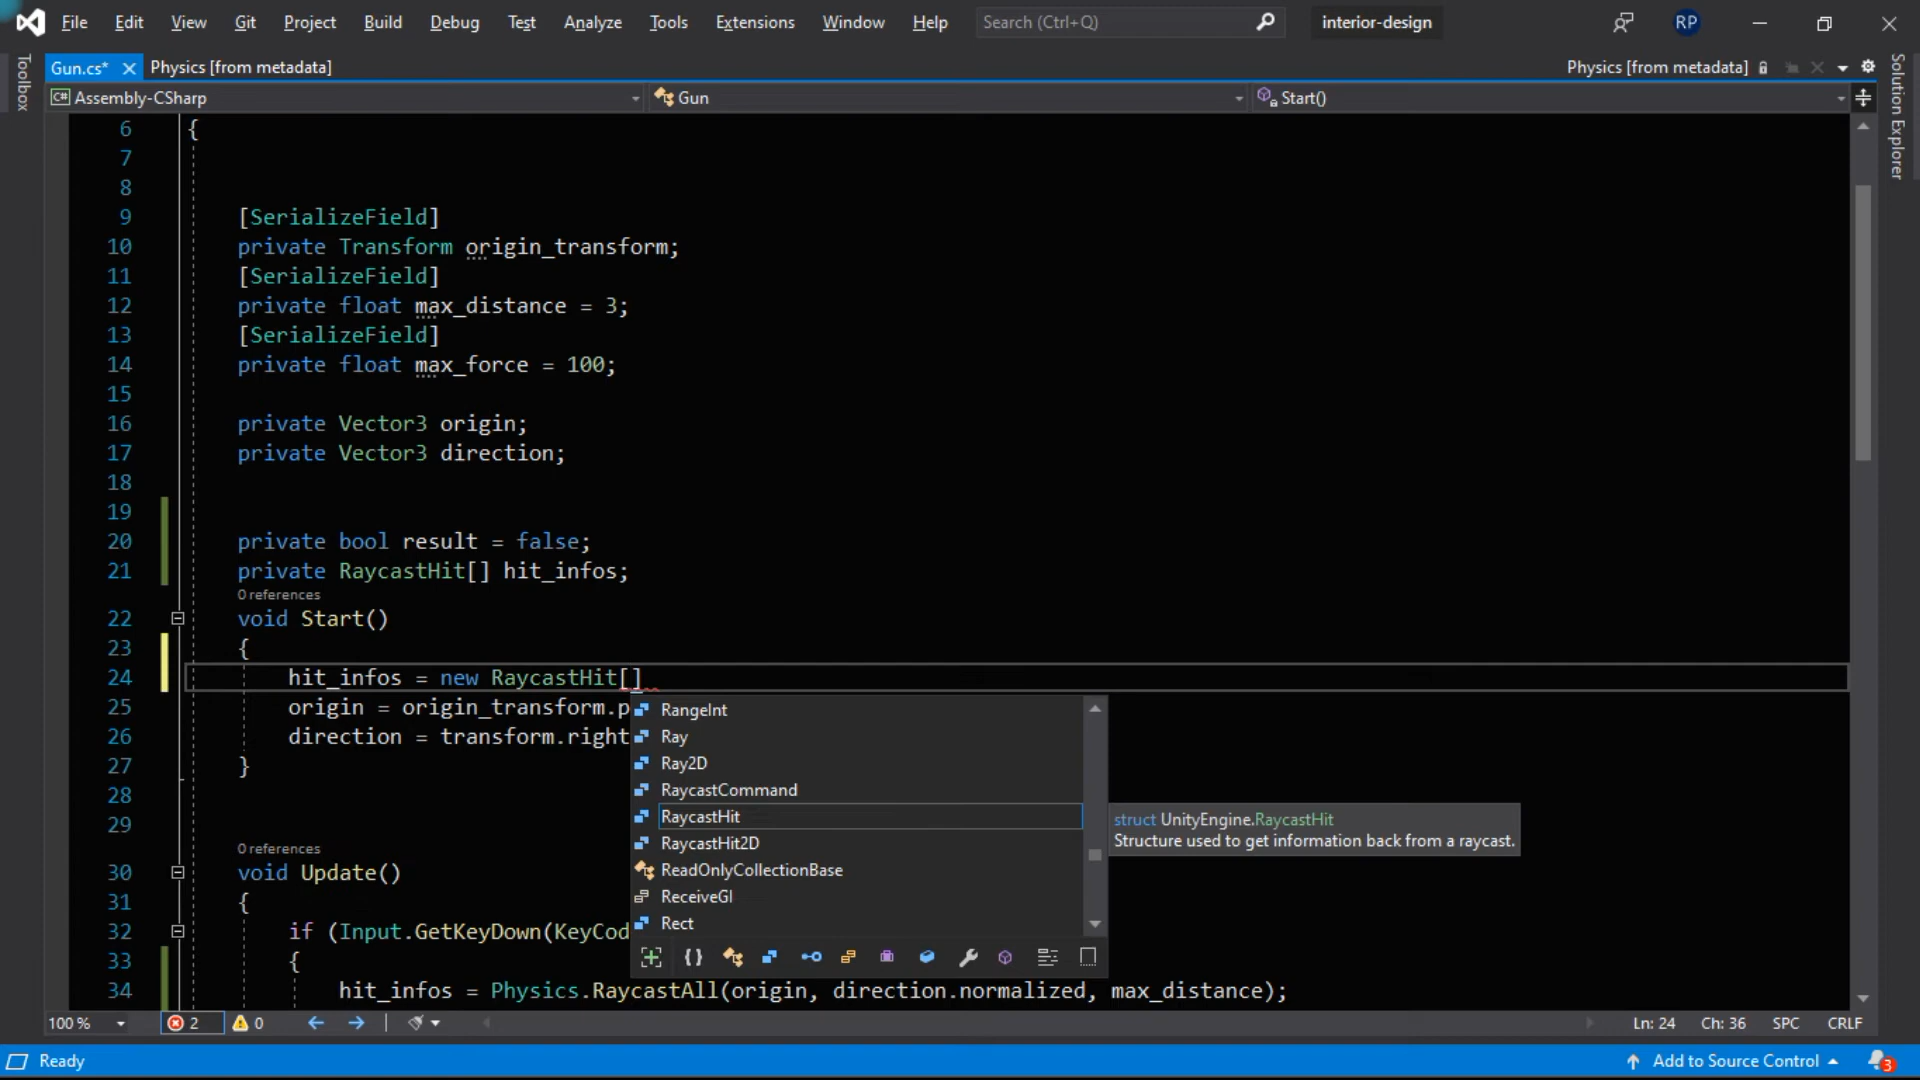 File Edit View Git Project Build Debug Test Analyze Tools Extensions Window Help Search (Ctrl+Q) interior-design RP
Toolbox
Gun.cs* Physics [from metadata] Physics [from metadata]
Solution Explorer
C# Assembly-CSharp Gun Start()
6 {
7
8
9 [SerializeField]
10 private Transform origin_transform;
11 [SerializeField]
12 private float max_distance = 3;
13 [SerializeField]
14 private float max_force = 100;
15
16 private Vector3 origin;
17 private Vector3 direction;
18
19
20 private bool result = false;
21 private RaycastHit[] hit_infos;
0 references
22 void Start()
23 {
24 hit_infos = new RaycastHit[]
25 origin = origin_transform.p
26 direction = transform.right
27 }
28
29
0 references
30 void Update()
31 {
32 if (Input.GetKeyDown(KeyCod
33 {
34 hit_infos = Physics.RaycastAll(origin, direction.normalized, max_distance);
RangeInt
Ray
Ray2D
RaycastCommand
RaycastHit
RaycastHit2D
ReadOnlyCollectionBase
ReceiveGI
Rect
struct UnityEngine.RaycastHit
Structure used to get information back from a raycast.
100 % 2 0 Ln: 24 Ch: 36 SPC CRLF
Ready Add to Source Control 3